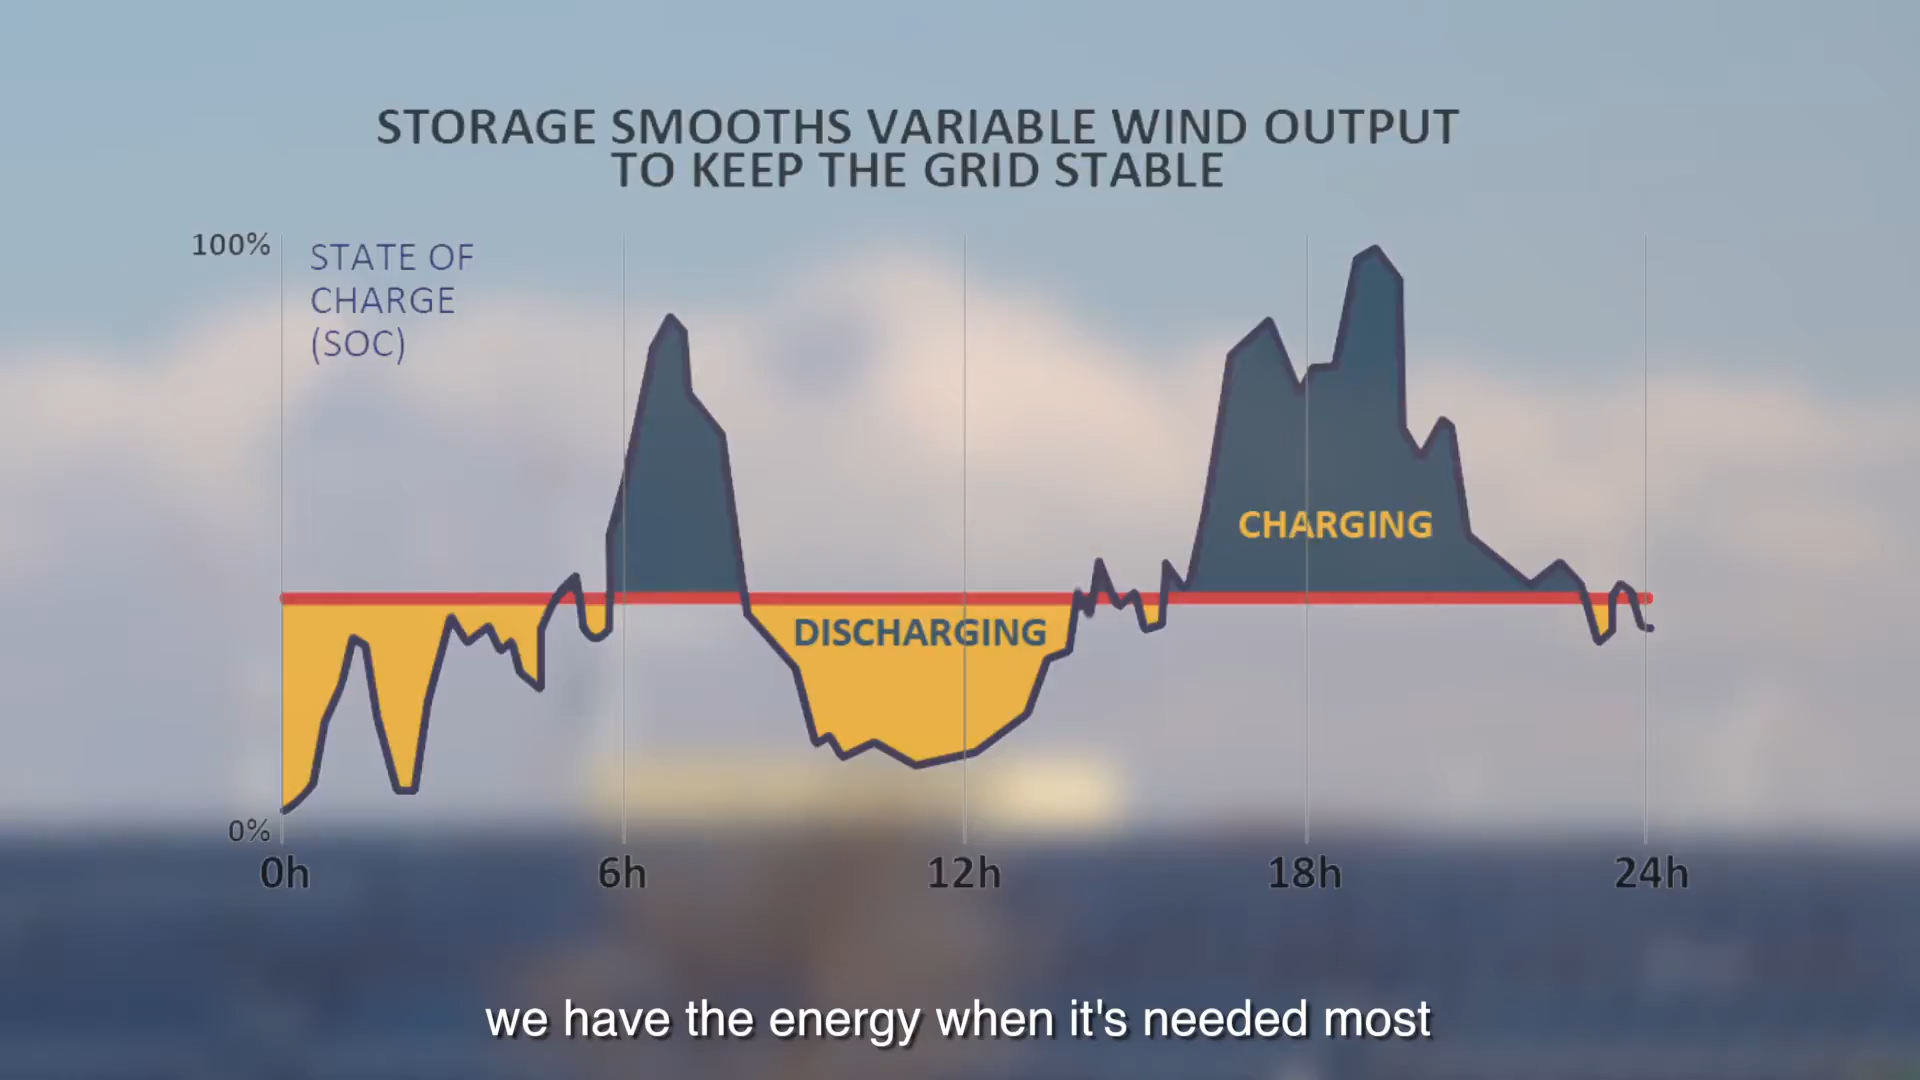 STORAGE SMOOTHS VARIABLE WIND OUTPUT
TO KEEP THE GRID STABLE
100%
STATE OF
CHARGE
(SOC)
CHARGING
DISCHARGING
0%
0h 6h 12h 18h 24h
we have the energy when it's needed most